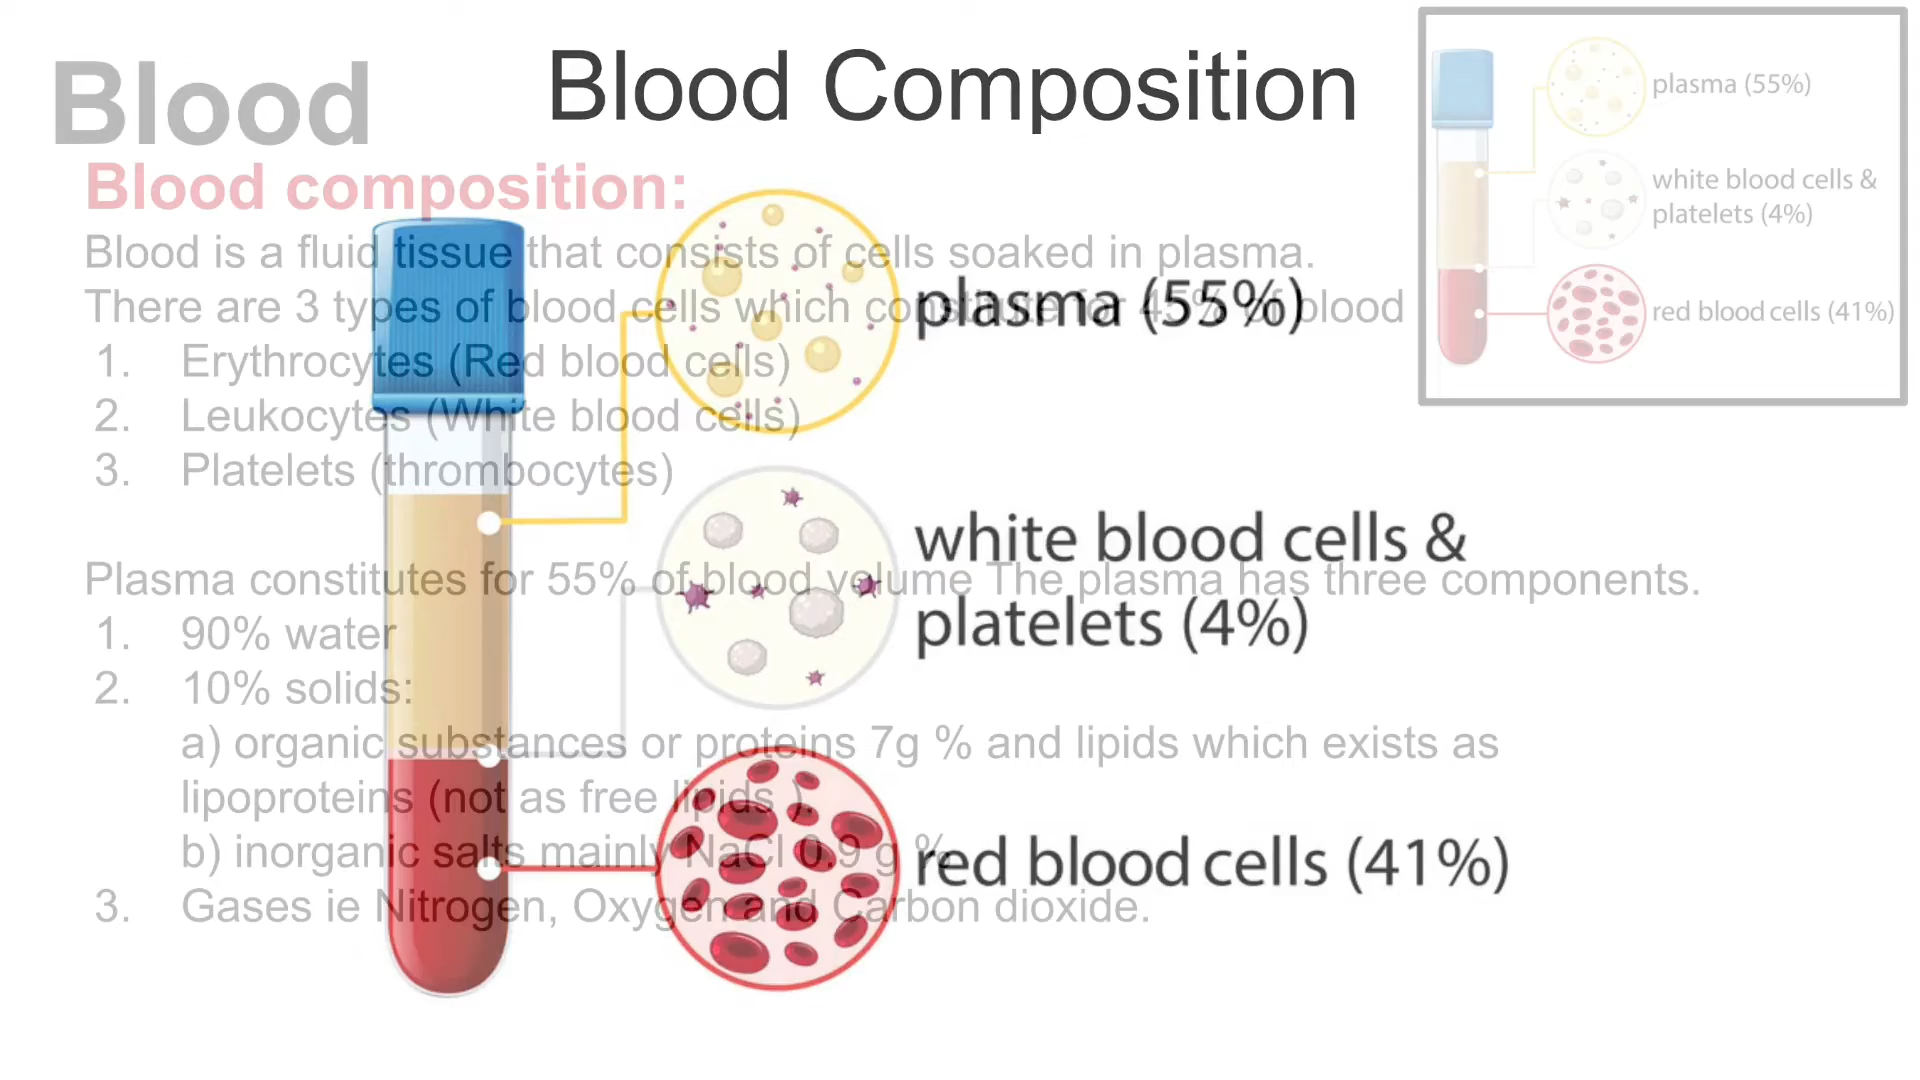 Blood Composition
plasma (55%)
white blood cells &
platelets (4%)
red blood cells (41%)
Blood
Blood composition:
Blood is a fluid tissue that consists of cells soaked in plasma.
There are 3 types of blood cells which constitute for 45% of blood
1. Erythrocytes (Red blood cells)
2. Leukocytes (White blood cells)
3. Platelets (thrombocytes)
Plasma constitutes for 55% of blood volume The plasma has three components.
1. 90% water
2. 10% solids:
a) organic substances or proteins 7g % and lipids which exists as
lipoproteins (not as free lipids ).
b) inorganic salts mainly NaCl 0.9 g %
3. Gases ie Nitrogen, Oxygen and Carbon dioxide.
plasma (55%)
white blood cells &
platelets (4%)
red blood cells (41%)